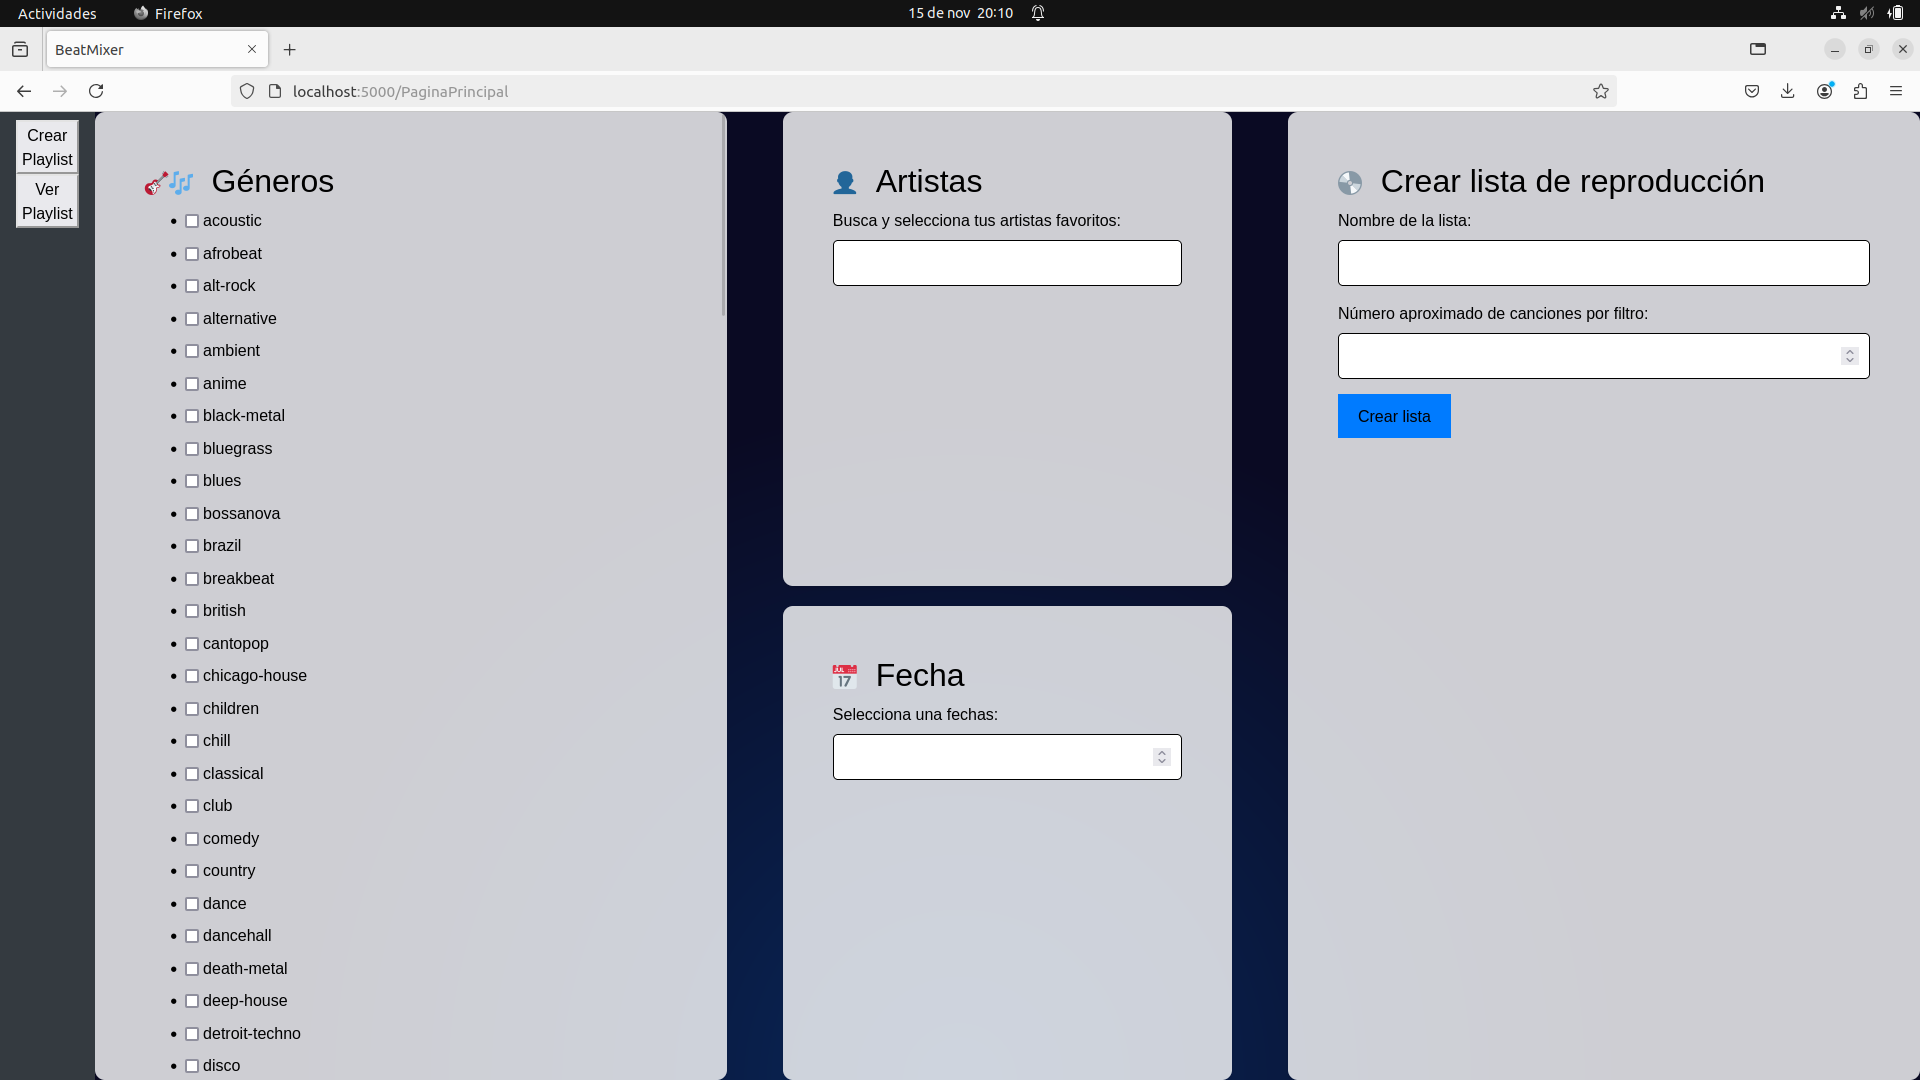 Actividades
Firefox
15 de nov 20:10
BeatMixer
localhost:5000/PaginaPrincipal
Crear
Playlist
Ver
Playlist
Géneros
acoustic
afrobeat
alt-rock
alternative
ambient
anime
black-metal
bluegrass
blues
bossanova
brazil
breakbeat
british
cantopop
chicago-house
children
chill
classical
club
comedy
country
dance
dancehall
death-metal
deep-house
detroit-techno
disco
Artistas
Busca y selecciona tus artistas favoritos:
JUL
17
Fecha
Selecciona una fechas:
Crear lista de reproducción
Nombre de la lista:
Número aproximado de canciones por filtro:
Crear lista